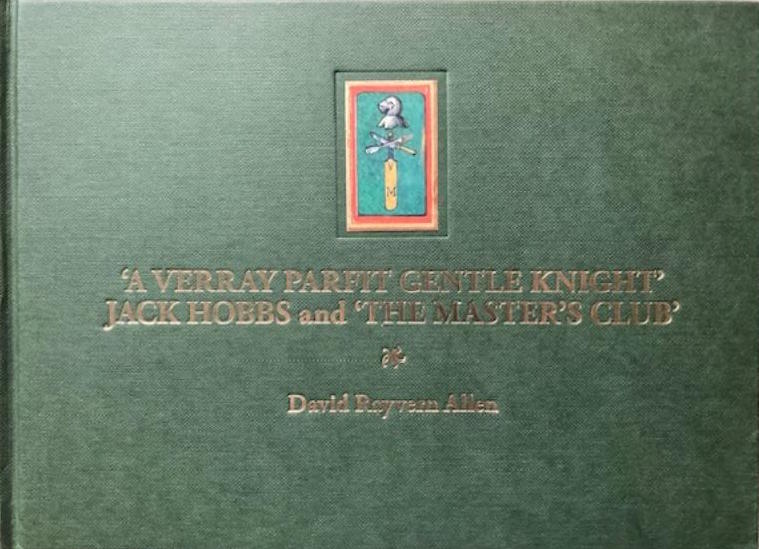 M
‘A VERRAY PARFIT GENTLE KNIGHT’
JACK HOBBS and ‘THE MASTER’S CLUB’
David Rayvern Allen